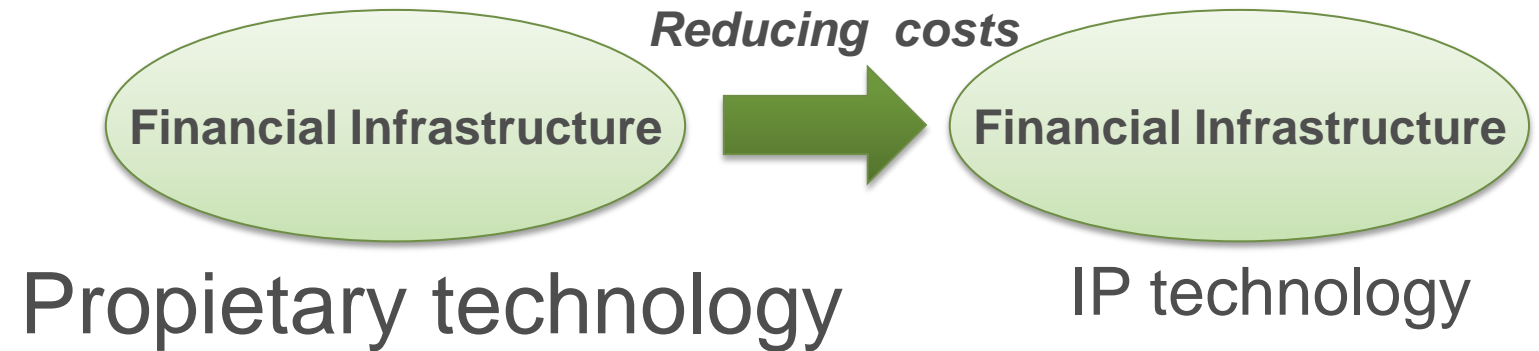 Reducing costs
Financial Infrastructure
Financial Infrastructure
Propietary technology
IP technology